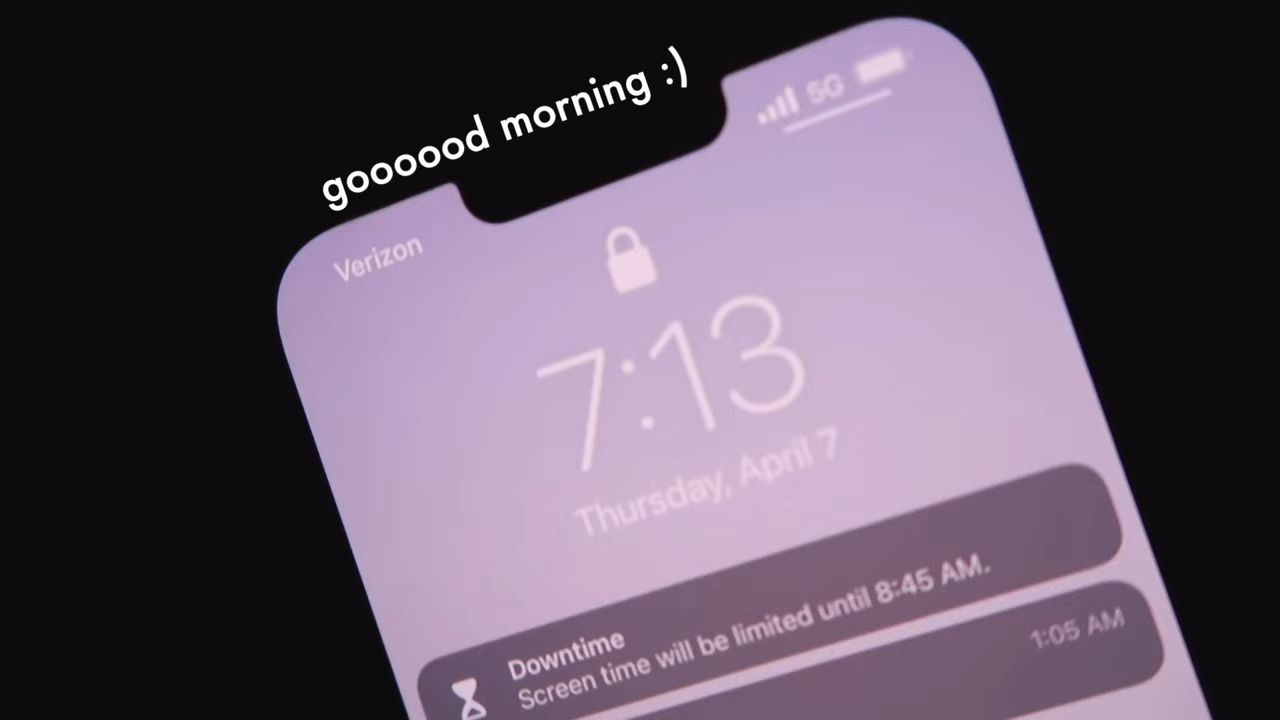 goooood morning :)
5G
Verizon
7:13
Thursday, April 7
Downtime
Screen time will be limited until 8:45 AM.
1:05 AM